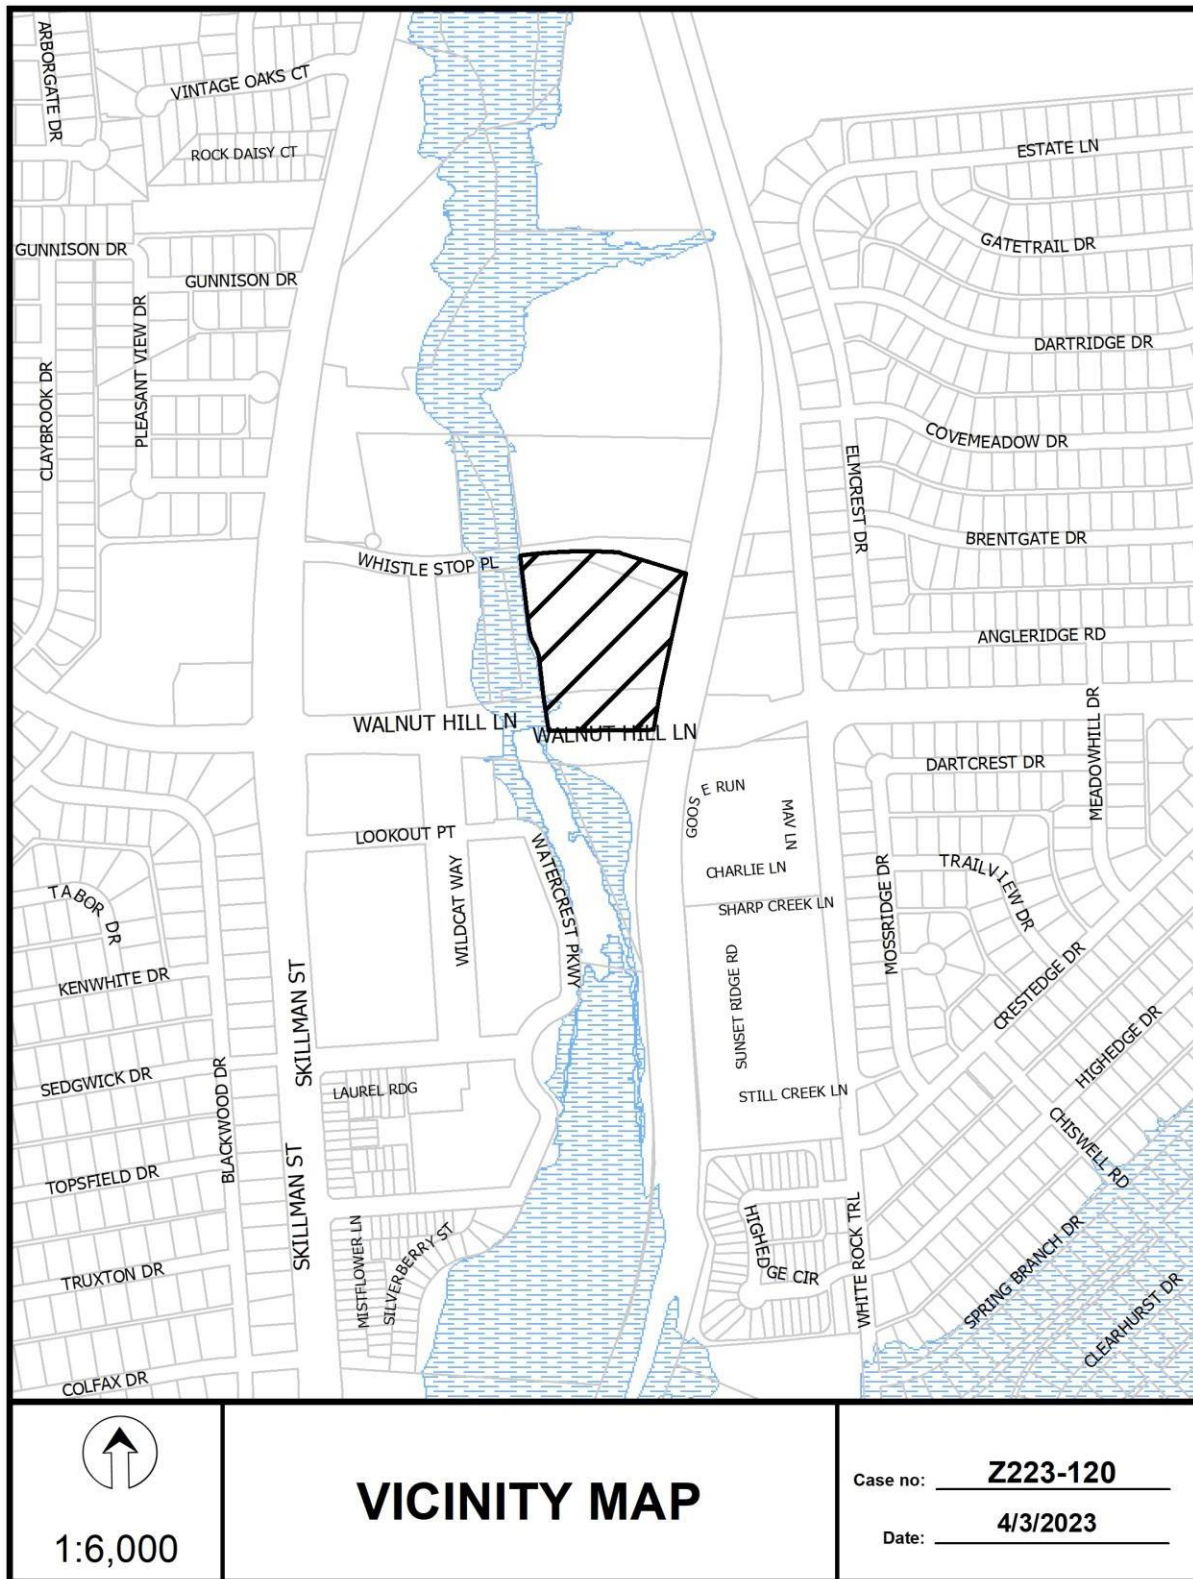 ARBORGATE DR
VINTAGE OAKS CT
ROCK DAISY CT
ESTATE LN
GUNNISON DR
GUNNISON DR
GATETRAIL DR
PLEASANT VIEW DR
DARTRIDGE DR
CLAYBROOK DR
COVEMEADOW DR
ELMCREST DR
BRENTGATE DR
WHISTLE STOP PL
ANGLERIDGE RD
WALNUT HILL LN
WALNUT HILL LN
MEADOWHILL DR
DARTCREST DR
GOOSE RUN
MAV LN
LOOKOUT PT
WATERCREST PKWY
WILDCAT WAY
CHARLIE LN
SHARP CREEK LN
MOSSRIDGE DR
TRAILVIEW DR
TABOR DR
KENWHITE DR
SKILLMAN ST
SUNSET RIDGE RD
CRESTEDGE DR
HIGHEDGE DR
SEDGWICK DR
BLACKWOOD DR
LAUREL RDG
STILL CREEK LN
CHISWELL RD
TOPSFIELD DR
SKILLMAN ST
MISTFLOWER LN
SILVERBERRY ST
HIGHEDGE CIR
WHITE ROCK TRL
SPRING BRANCH DR
CLEARHURST DR
TRUXTON DR
COLFAX DR
1:6,000
VICINITY MAP
Case no: Z223-120
Date: 4/3/2023